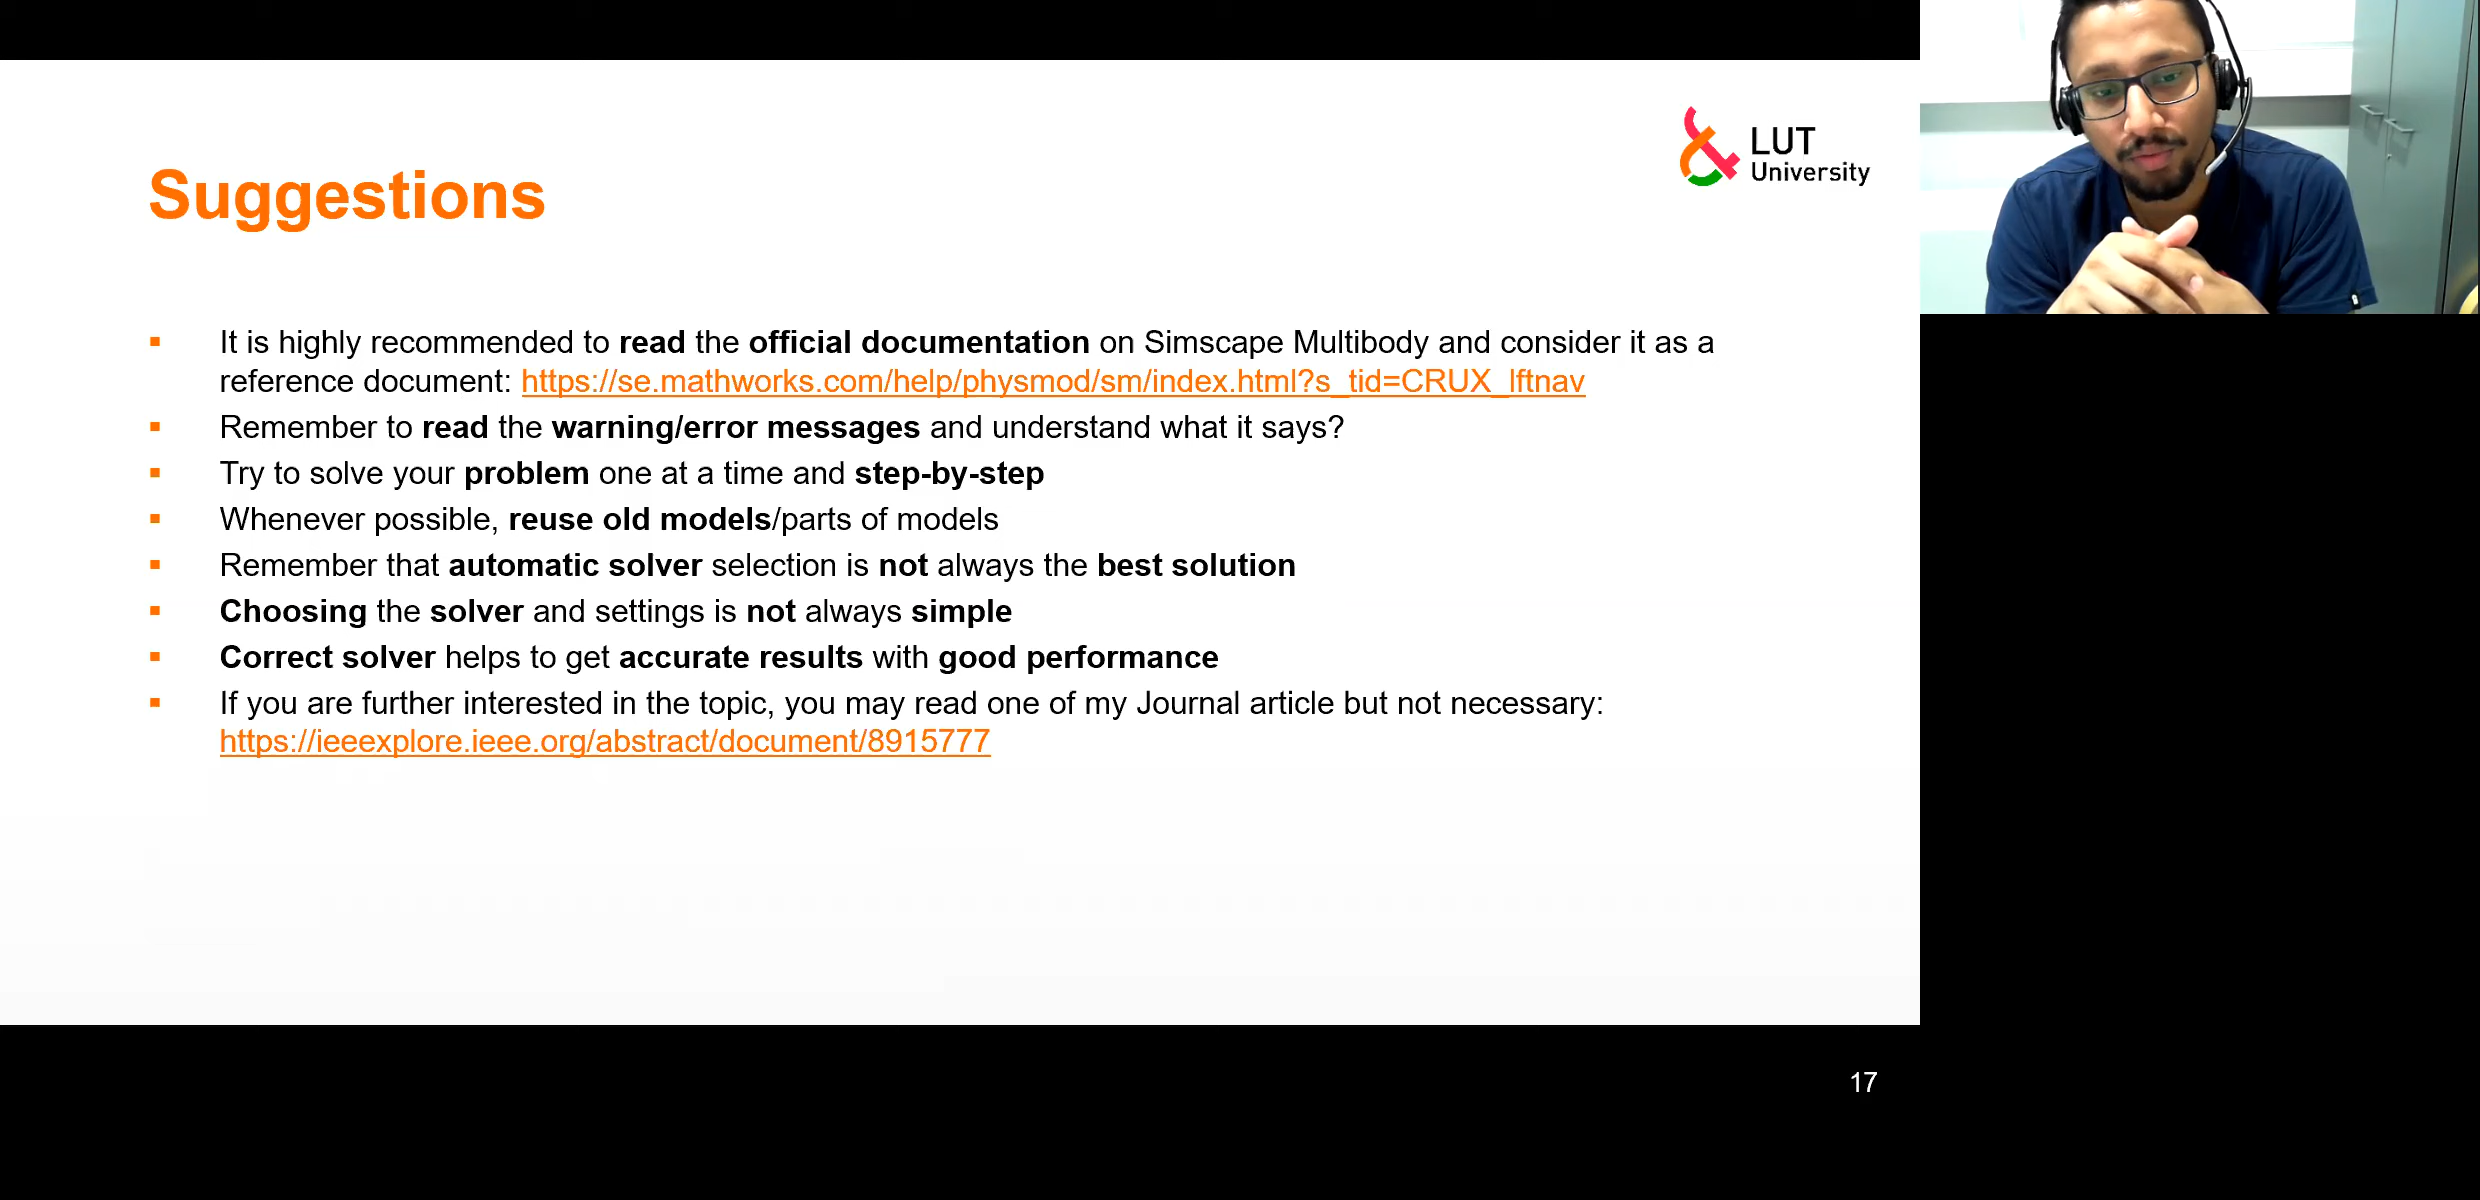 LUT
University
Suggestions
▪ It is highly recommended to read the official documentation on Simscape Multibody and consider it as a
reference document: https://se.mathworks.com/help/physmod/sm/index.html?s_tid=CRUX_lftnav
▪ Remember to read the warning/error messages and understand what it says?
▪ Try to solve your problem one at a time and step-by-step
▪ Whenever possible, reuse old models/parts of models
▪ Remember that automatic solver selection is not always the best solution
▪ Choosing the solver and settings is not always simple
▪ Correct solver helps to get accurate results with good performance
▪ If you are further interested in the topic, you may read one of my Journal article but not necessary:
https://ieeexplore.ieee.org/abstract/document/8915777
17